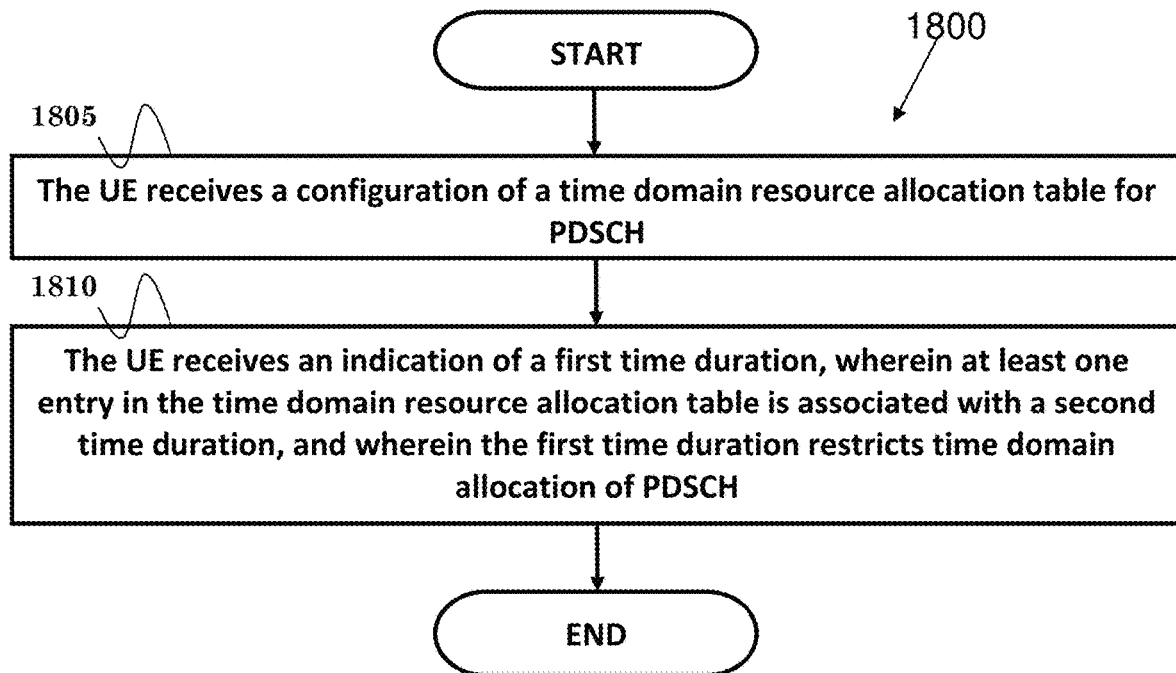 START
1800
1805
The UE receives a configuration of a time domain resource allocation table for
PDSCH
1810
The UE receives an indication of a first time duration, wherein at least one
entry in the time domain resource allocation table is associated with a second
time duration, and wherein the first time duration restricts time domain
allocation of PDSCH
END